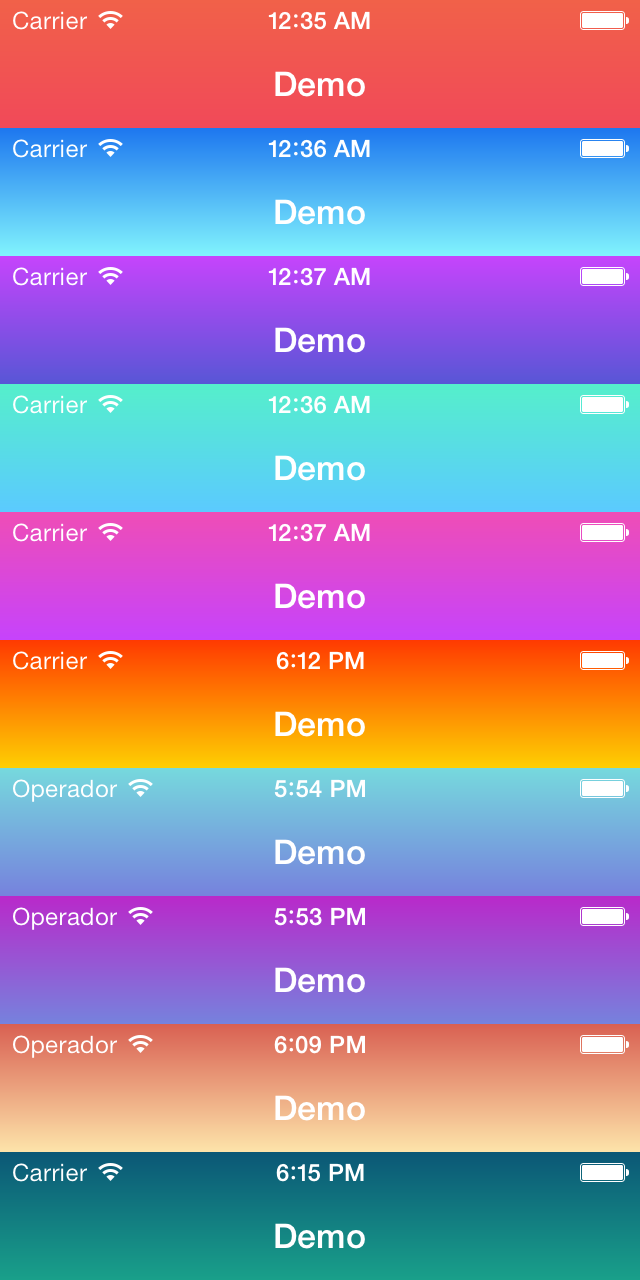 Carrier 12:35 AM
Demo
Carrier 12:36 AM
Demo
Carrier 12:37 AM
Demo
Carrier 12:36 AM
Demo
Carrier 12:37 AM
Demo
Carrier 6:12 PM
Demo
Operador 5:54 PM
Demo
Operador 5:53 PM
Demo
Operador 6:09 PM
Demo
Carrier 6:15 PM
Demo